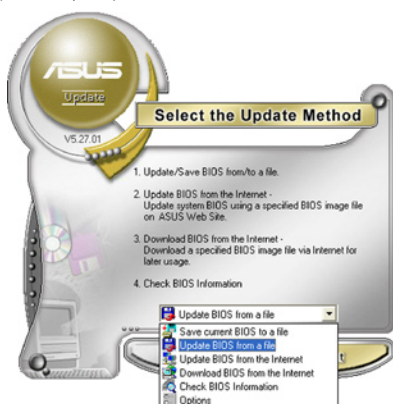 ASUS
Update
V5.27.01
Select the Update Method
1. Update/Save BIOS from/to a file.
2. Update BIOS from the Internet -
Update system BIOS using a specified BIOS image file
on ASUS Web Site.
3. Download BIOS from the Internet -
Download a specified BIOS image file via Internet for
later usage.
4. Check BIOS Information
Update BIOS from a file
Save current BIOS to a file
Update BIOS from a file
Update BIOS from the Internet
Download BIOS from the Internet
Check BIOS Information
Options